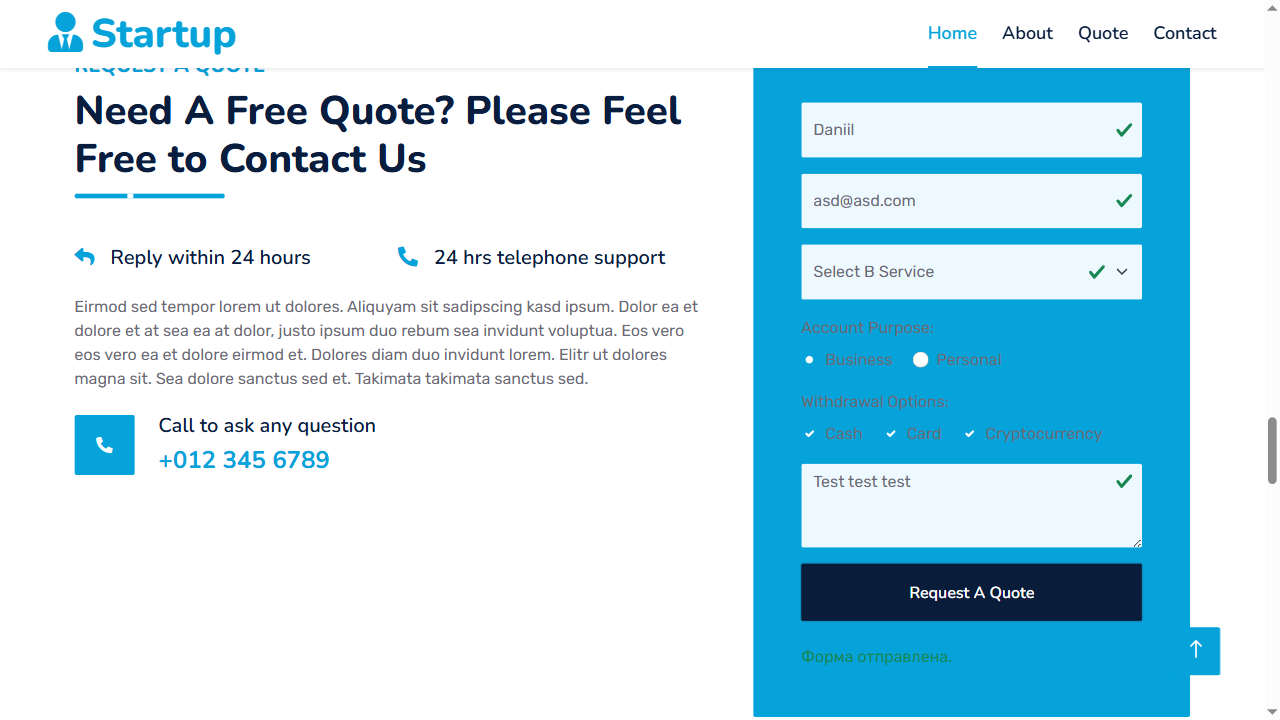 Startup
Home
About
Quote
Contact
REQUEST A QUOTE
Need A Free Quote? Please Feel
Free to Contact Us
Reply within 24 hours
24 hrs telephone support
Eirmod sed tempor lorem ut dolores. Aliquyam sit sadipscing kasd ipsum. Dolor ea et
dolore et at sea ea at dolor, justo ipsum duo rebum sea invidunt voluptua. Eos vero
eos vero ea et dolore eirmod et. Dolores diam duo invidunt lorem. Elitr ut dolores
magna sit. Sea dolore sanctus sed et. Takimata takimata sanctus sed.
Call to ask any question
+012 345 6789
Daniil
asd@asd.com
Select B Service
Account Purpose:
Business
Personal
Withdrawal Options:
Cash
Card
Cryptocurrency
Test test test
Request A Quote
Форма отправлена.